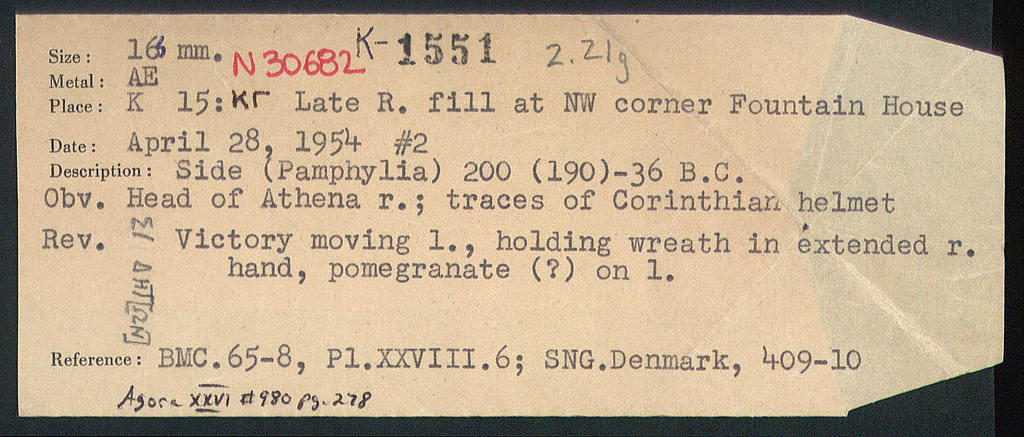 Size: 16 mm. N 30682 K-1551 2.21g
Metal: AE
Place: K 15: ΚΓ Late R. fill at NW corner Fountain House
Date: April 28, 1954 #2
Description: Side (Pamphylia) 200 (190)-36 B.C.
Obv. Head of Athena r.; traces of Corinthian helmet
Rev. Victory moving l., holding wreath in extended r.
hand, pomegranate (?) on l.
Reference: BMC.65-8, Pl.XXVIII.6; SNG.Denmark, 409-10
Agora XXVI #980 pg. 278